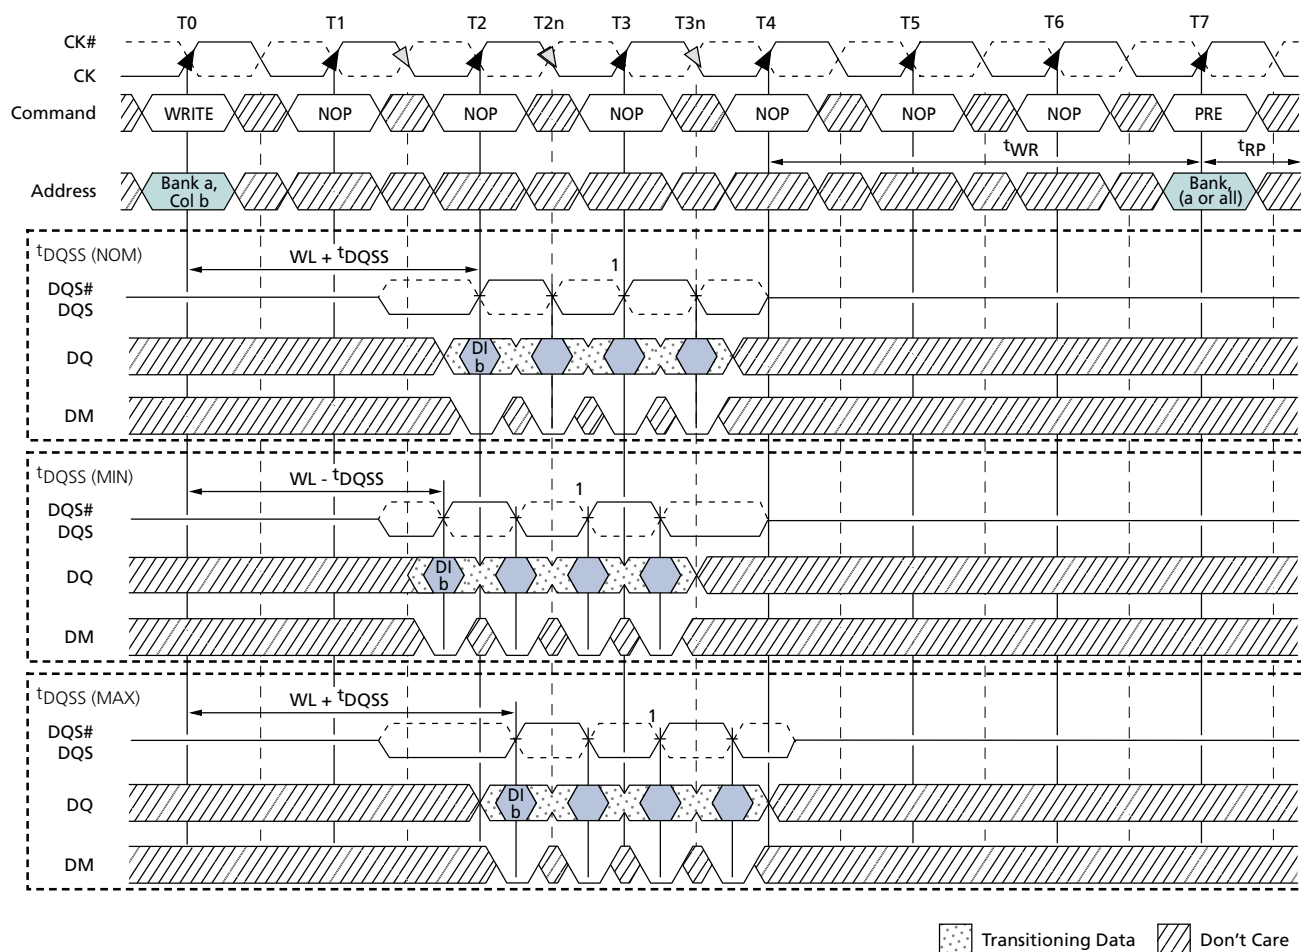 T0 T1 T2 T2n T3 T3n T4 T5 T6 T7
CK#
CK
Command WRITE NOP NOP NOP NOP NOP NOP PRE
tWR tRP
Address Bank a, Col b Bank, (a or all)
tDQSS (NOM)
WL + tDQSS
1
DQS#
DQS
DQ DI b
DM
tDQSS (MIN)
WL - tDQSS
1
DQS#
DQS
DQ DI b
DM
tDQSS (MAX)
WL + tDQSS
1
DQS#
DQS
DQ DI b
DM
Transitioning Data Don't Care